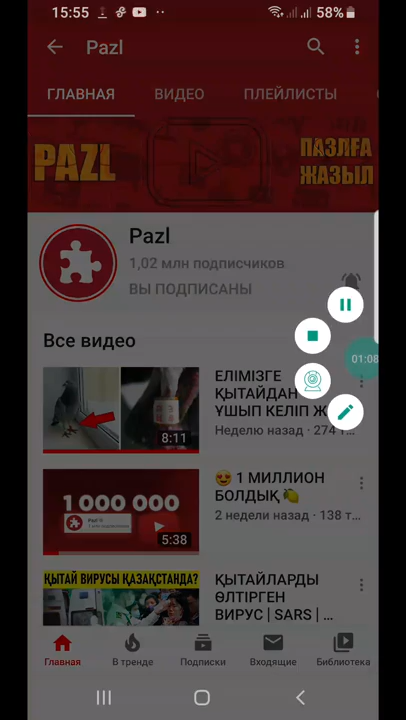 15:55
58%
Pazl
ГЛАВНАЯ ВИДЕО ПЛЕЙЛИСТЫ
PAZL
ПАЗЛҒА
ЖАЗЫЛ
Pazl
1,02 млн подписчиков
ВЫ ПОДПИСАНЫ
01:08
Все видео
8:11
ЕЛІМІЗГЕ
ҚЫТАЙДАН
ҰШЫП КЕЛІП Ж
Неделю назад · 274 т...
1 000 000
Pazl
5:38
😍 1 МИЛЛИОН
БОЛДЫҚ 🍋
2 недели назад · 138 т...
ҚЫТАЙ ВИРУСЫ ҚАЗАҚСТАНДА?
ҚЫТАЙЛАРДЫ
ӨЛТІРГЕН
ВИРУС | SARS | ...
Главная
В тренде
Подписки
Входящие
Библиотека